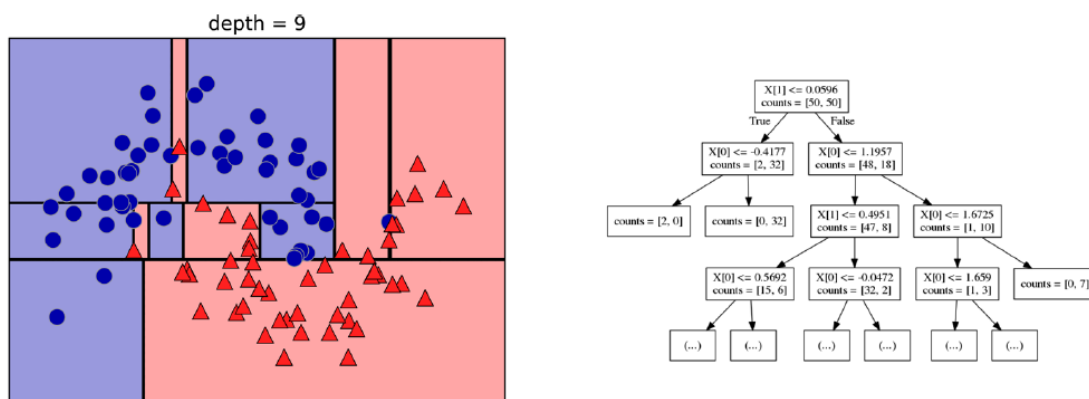 depth = 9
X[1] <= 0.0596
counts = [50, 50]
True
False
X[0] <= -0.4177
counts = [2, 32]
X[0] <= 1.1957
counts = [48, 18]
counts = [2, 0]
counts = [0, 32]
X[1] <= 0.4951
counts = [47, 8]
X[0] <= 1.6725
counts = [1, 10]
X[0] <= 0.5692
counts = [15, 6]
X[0] <= -0.0472
counts = [32, 2]
X[0] <= 1.659
counts = [1, 3]
counts = [0, 7]
(...)
(...)
(...)
(...)
(...)
(...)